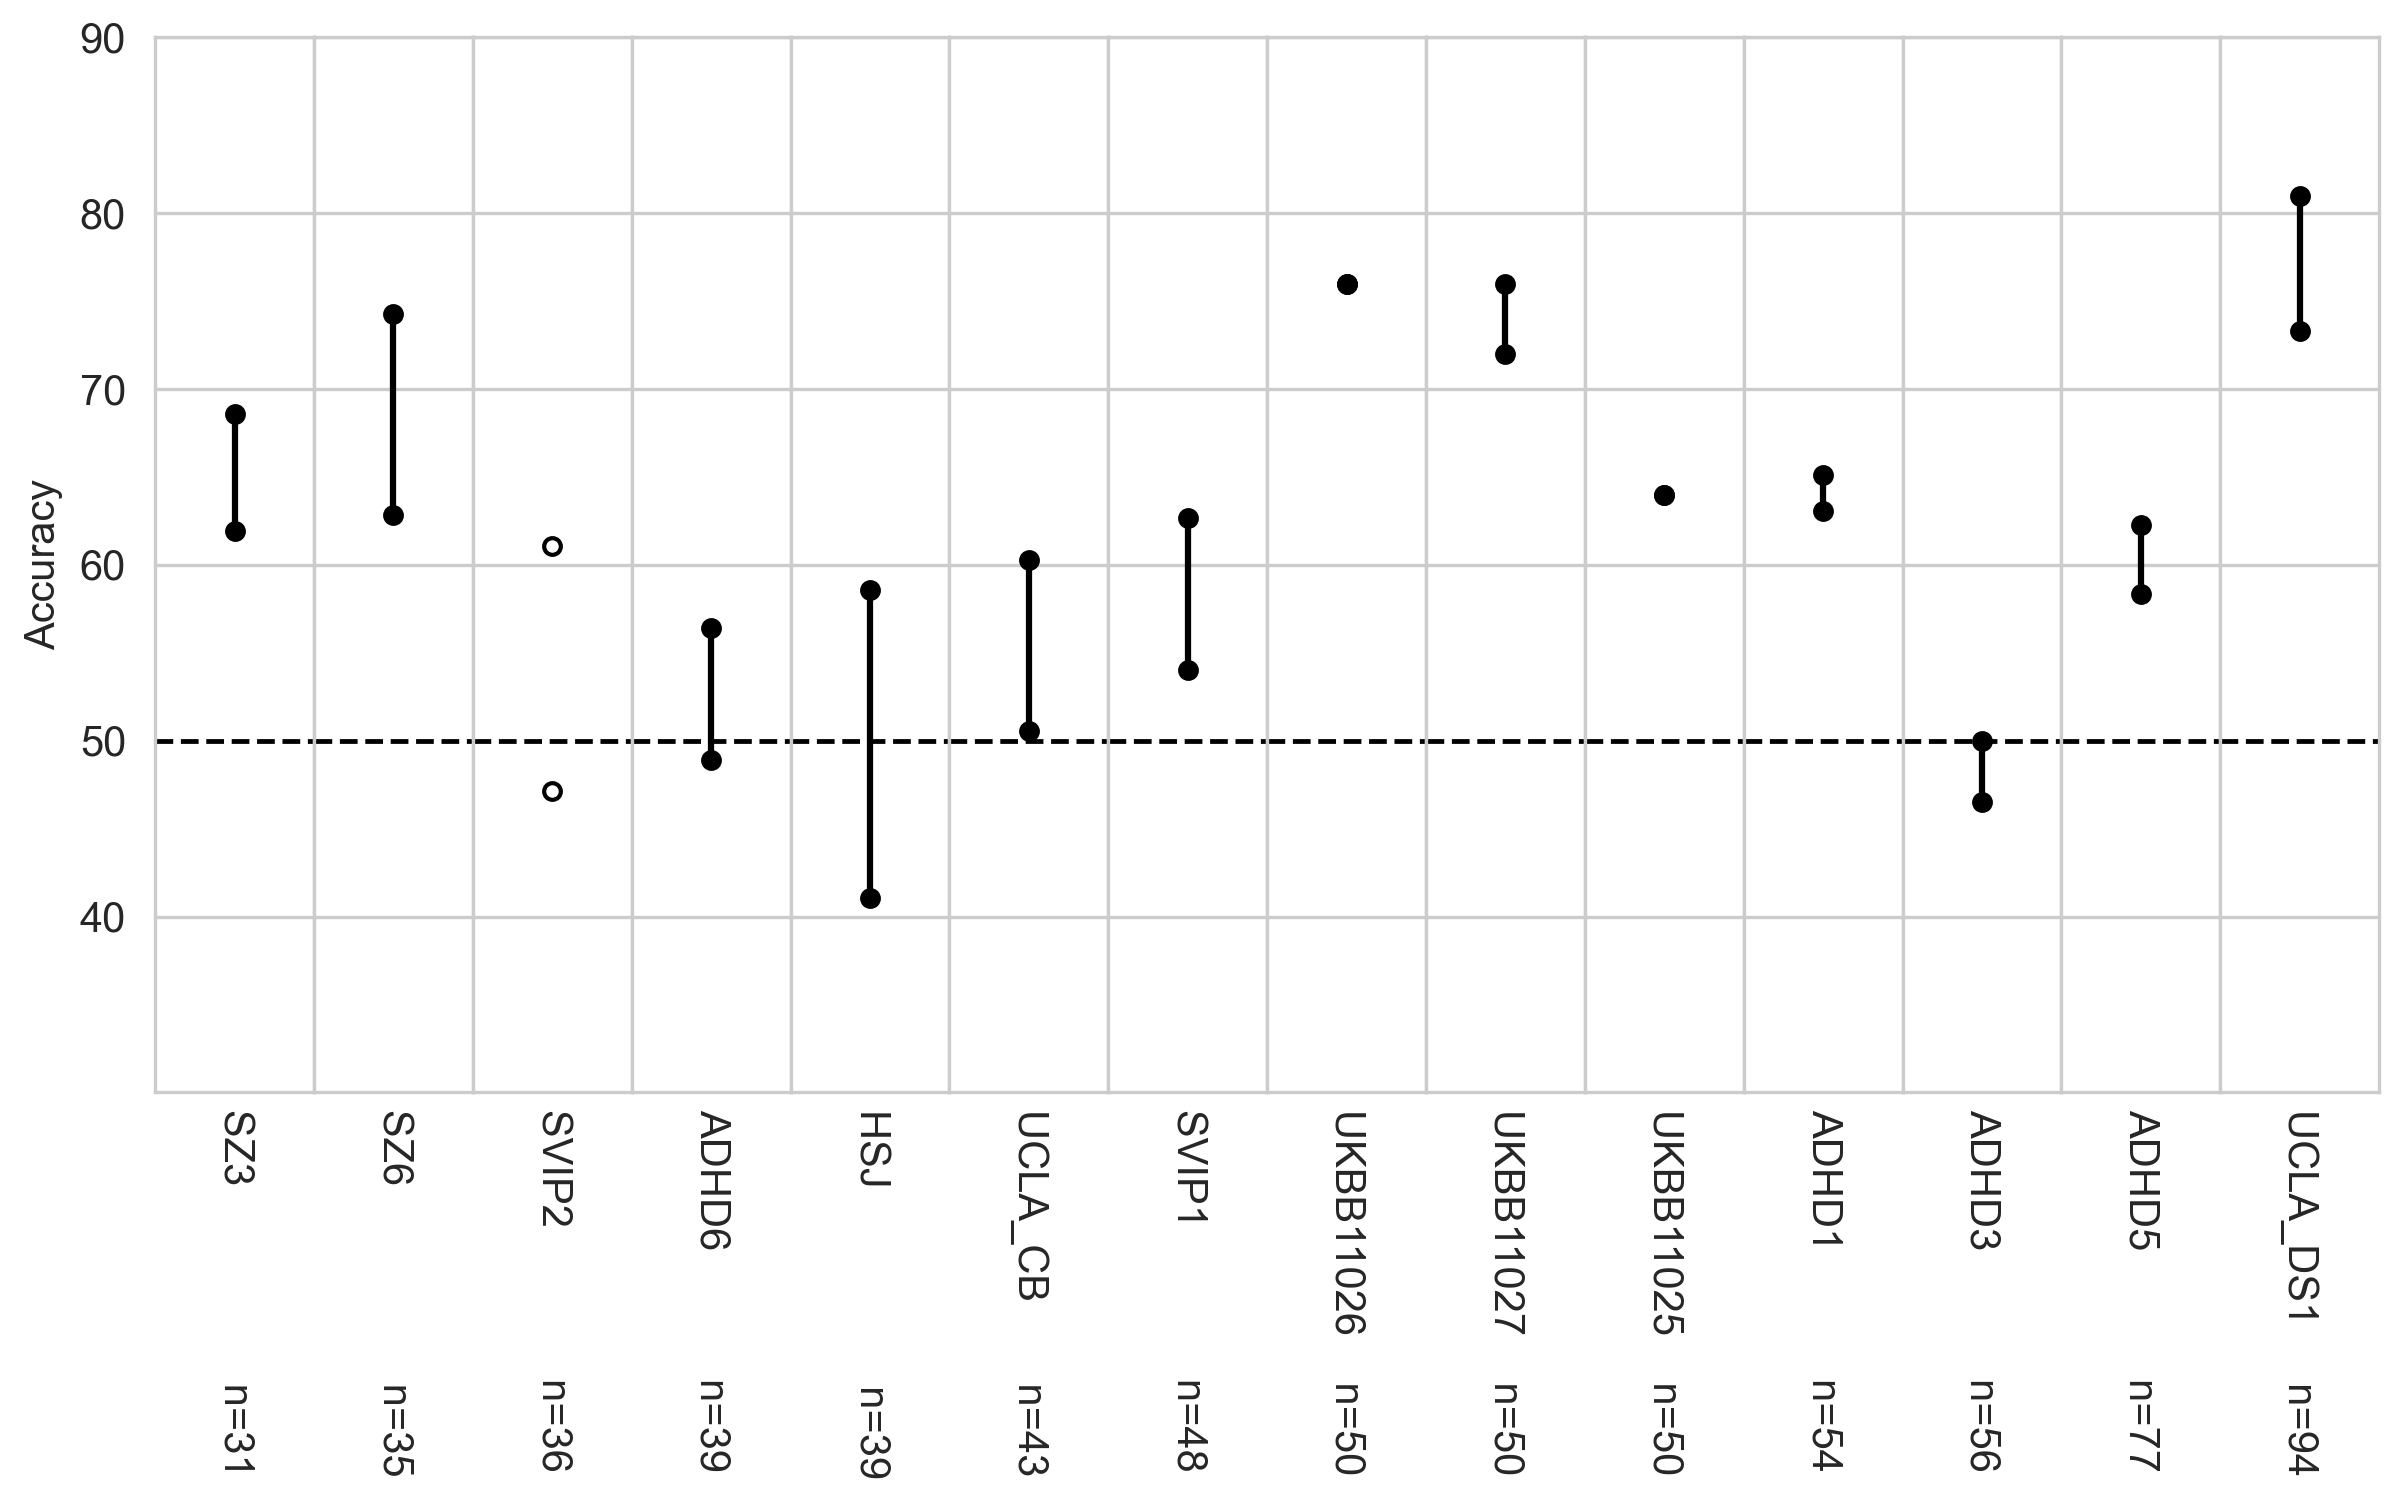 90
80
70
60
50
40
Accuracy
SZ3 n=31
SZ6 n=35
SVIP2 n=36
ADHD6 n=39
HSJ n=39
UCLA_CB n=43
SVIP1 n=48
UKBB11026 n=50
UKBB11027 n=50
UKBB11025 n=50
ADHD1 n=54
ADHD3 n=56
ADHD5 n=77
UCLA_DS1 n=94